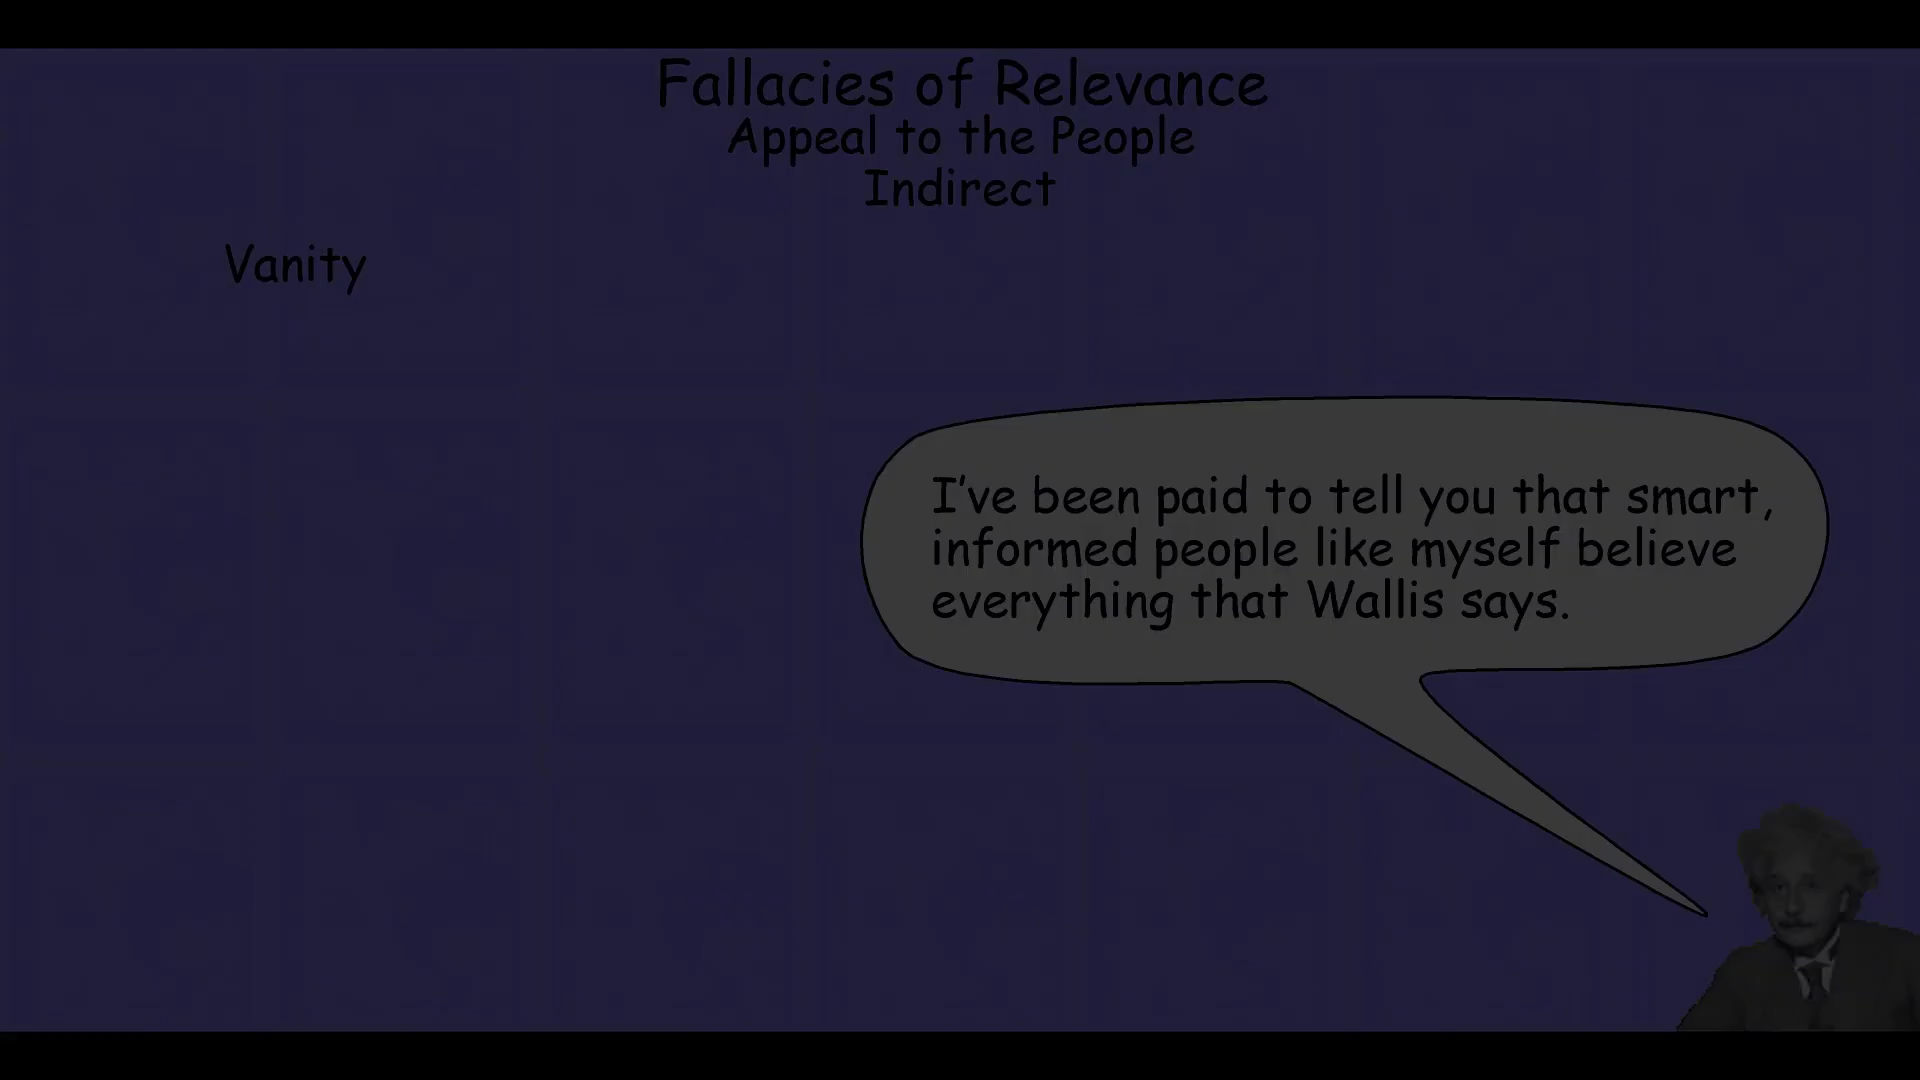 Fallacies of Relevance
Appeal to the People
Indirect
Vanity
I've been paid to tell you that smart,
informed people like myself believe
everything that Wallis says.